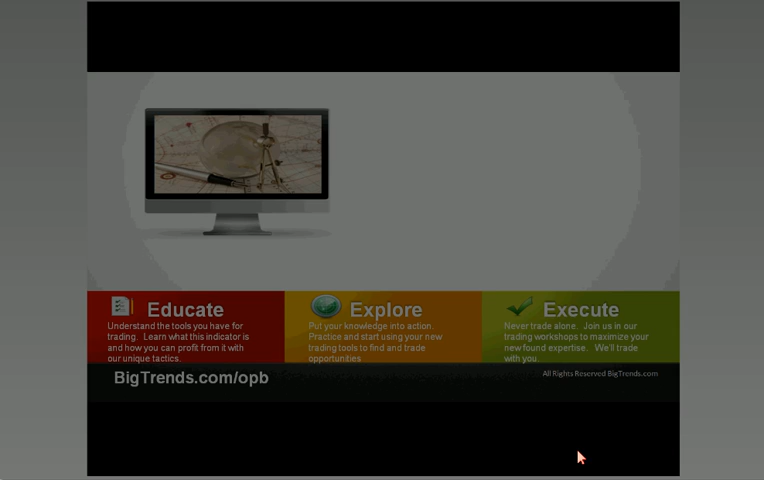 Educate
Understand the tools you have for
trading. Learn what this indicator is
and how you can profit from it with
our unique tactics.
Explore
Put your knowledge into action.
Practice and start using your new
trading tools to find and trade
opportunities
Execute
Never trade alone. Join us in our
trading workshops to maximize your
new found expertise. We'll trade
with you.
BigTrends.com/opb
All Rights Reserved BigTrends.com